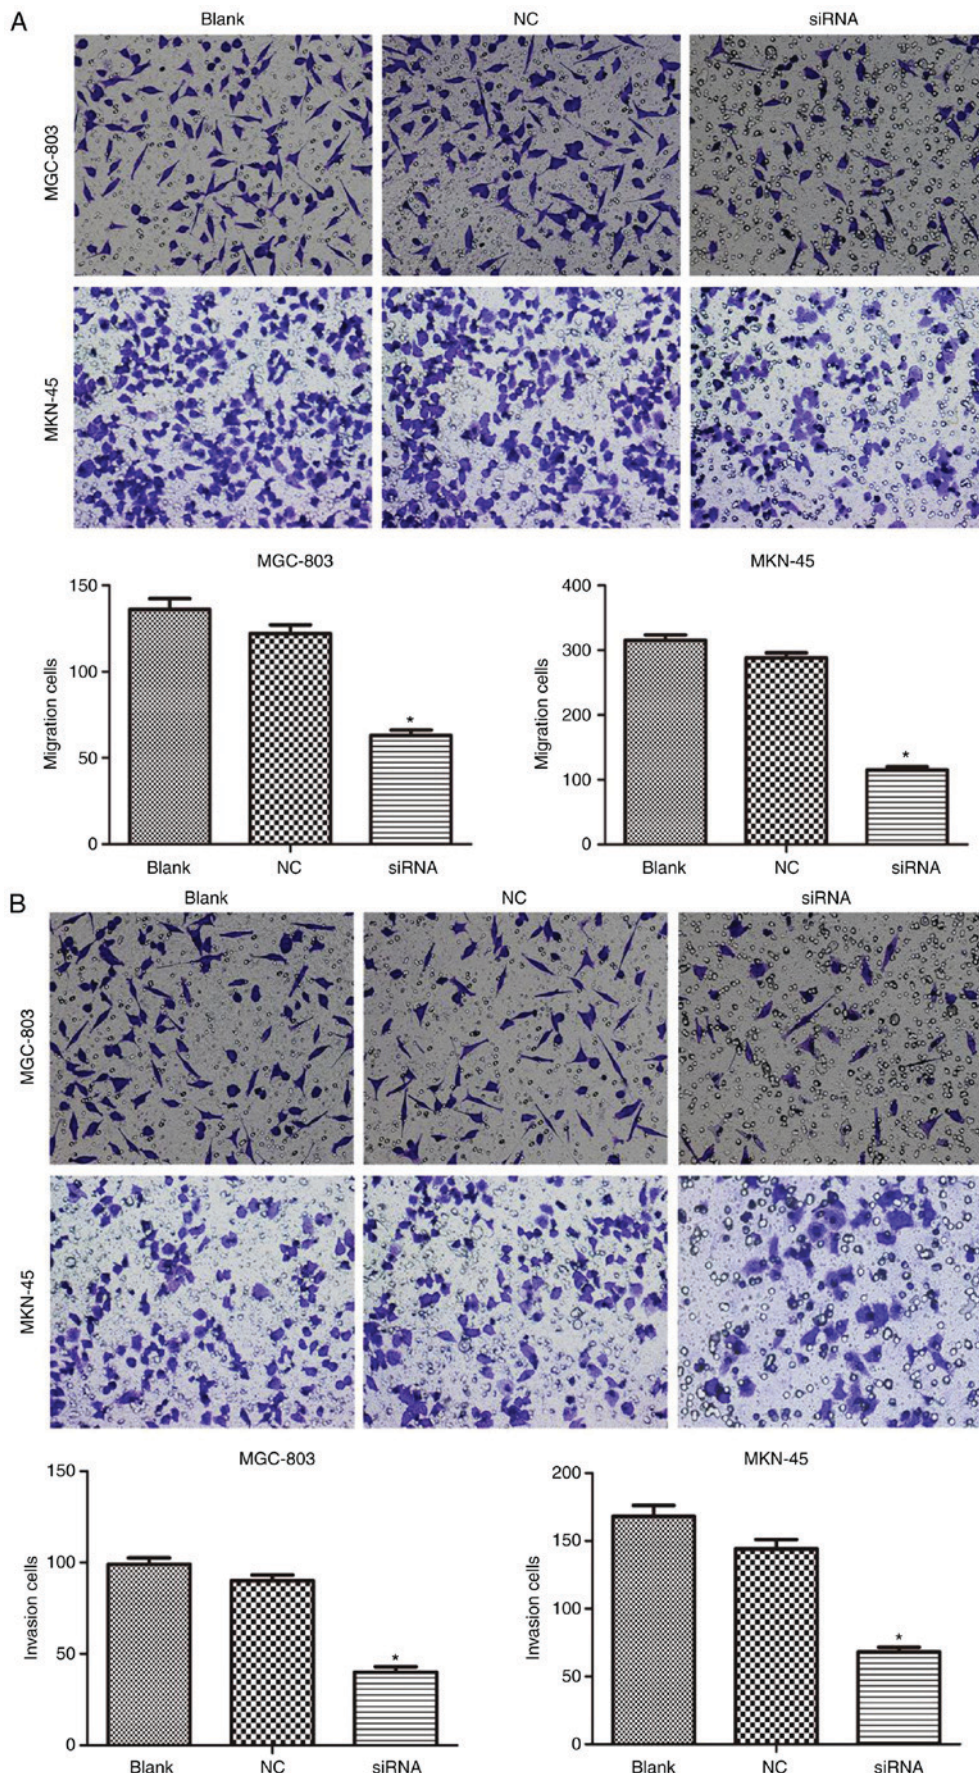 A
Blank NC siRNA
MGC-803
MKN-45
MGC-803
150
100
50
0
Migration cells
*
Blank NC siRNA
MKN-45
400
300
200
100
0
Migration cells
*
Blank NC siRNA
B
Blank NC siRNA
MGC-803
MKN-45
MGC-803
150
100
50
0
Invasion cells
*
Blank NC siRNA
MKN-45
200
150
100
50
0
Invasion cells
*
Blank NC siRNA